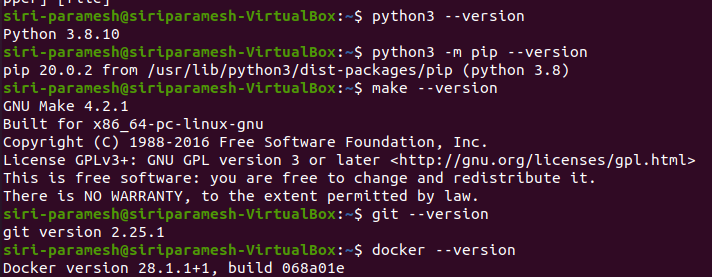 siri-paramesh@siriparamesh-VirtualBox:~$ python3 --version
Python 3.8.10
siri-paramesh@siriparamesh-VirtualBox:~$ python3 -m pip --version
pip 20.0.2 from /usr/lib/python3/dist-packages/pip (python 3.8)
siri-paramesh@siriparamesh-VirtualBox:~$ make --version
GNU Make 4.2.1
Built for x86_64-pc-linux-gnu
Copyright (C) 1988-2016 Free Software Foundation, Inc.
License GPLv3+: GNU GPL version 3 or later <http://gnu.org/licenses/gpl.html>
This is free software: you are free to change and redistribute it.
There is NO WARRANTY, to the extent permitted by law.
siri-paramesh@siriparamesh-VirtualBox:~$ git --version
git version 2.25.1
siri-paramesh@siriparamesh-VirtualBox:~$ docker --version
Docker version 28.1.1+1, build 068a01e